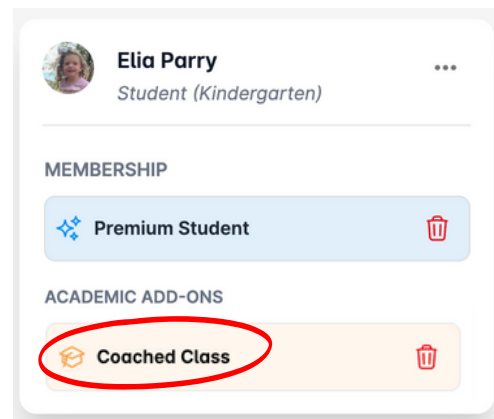 Elia Parry
Student (Kindergarten)
MEMBERSHIP
Premium Student
ACADEMIC ADD-ONS
Coached Class